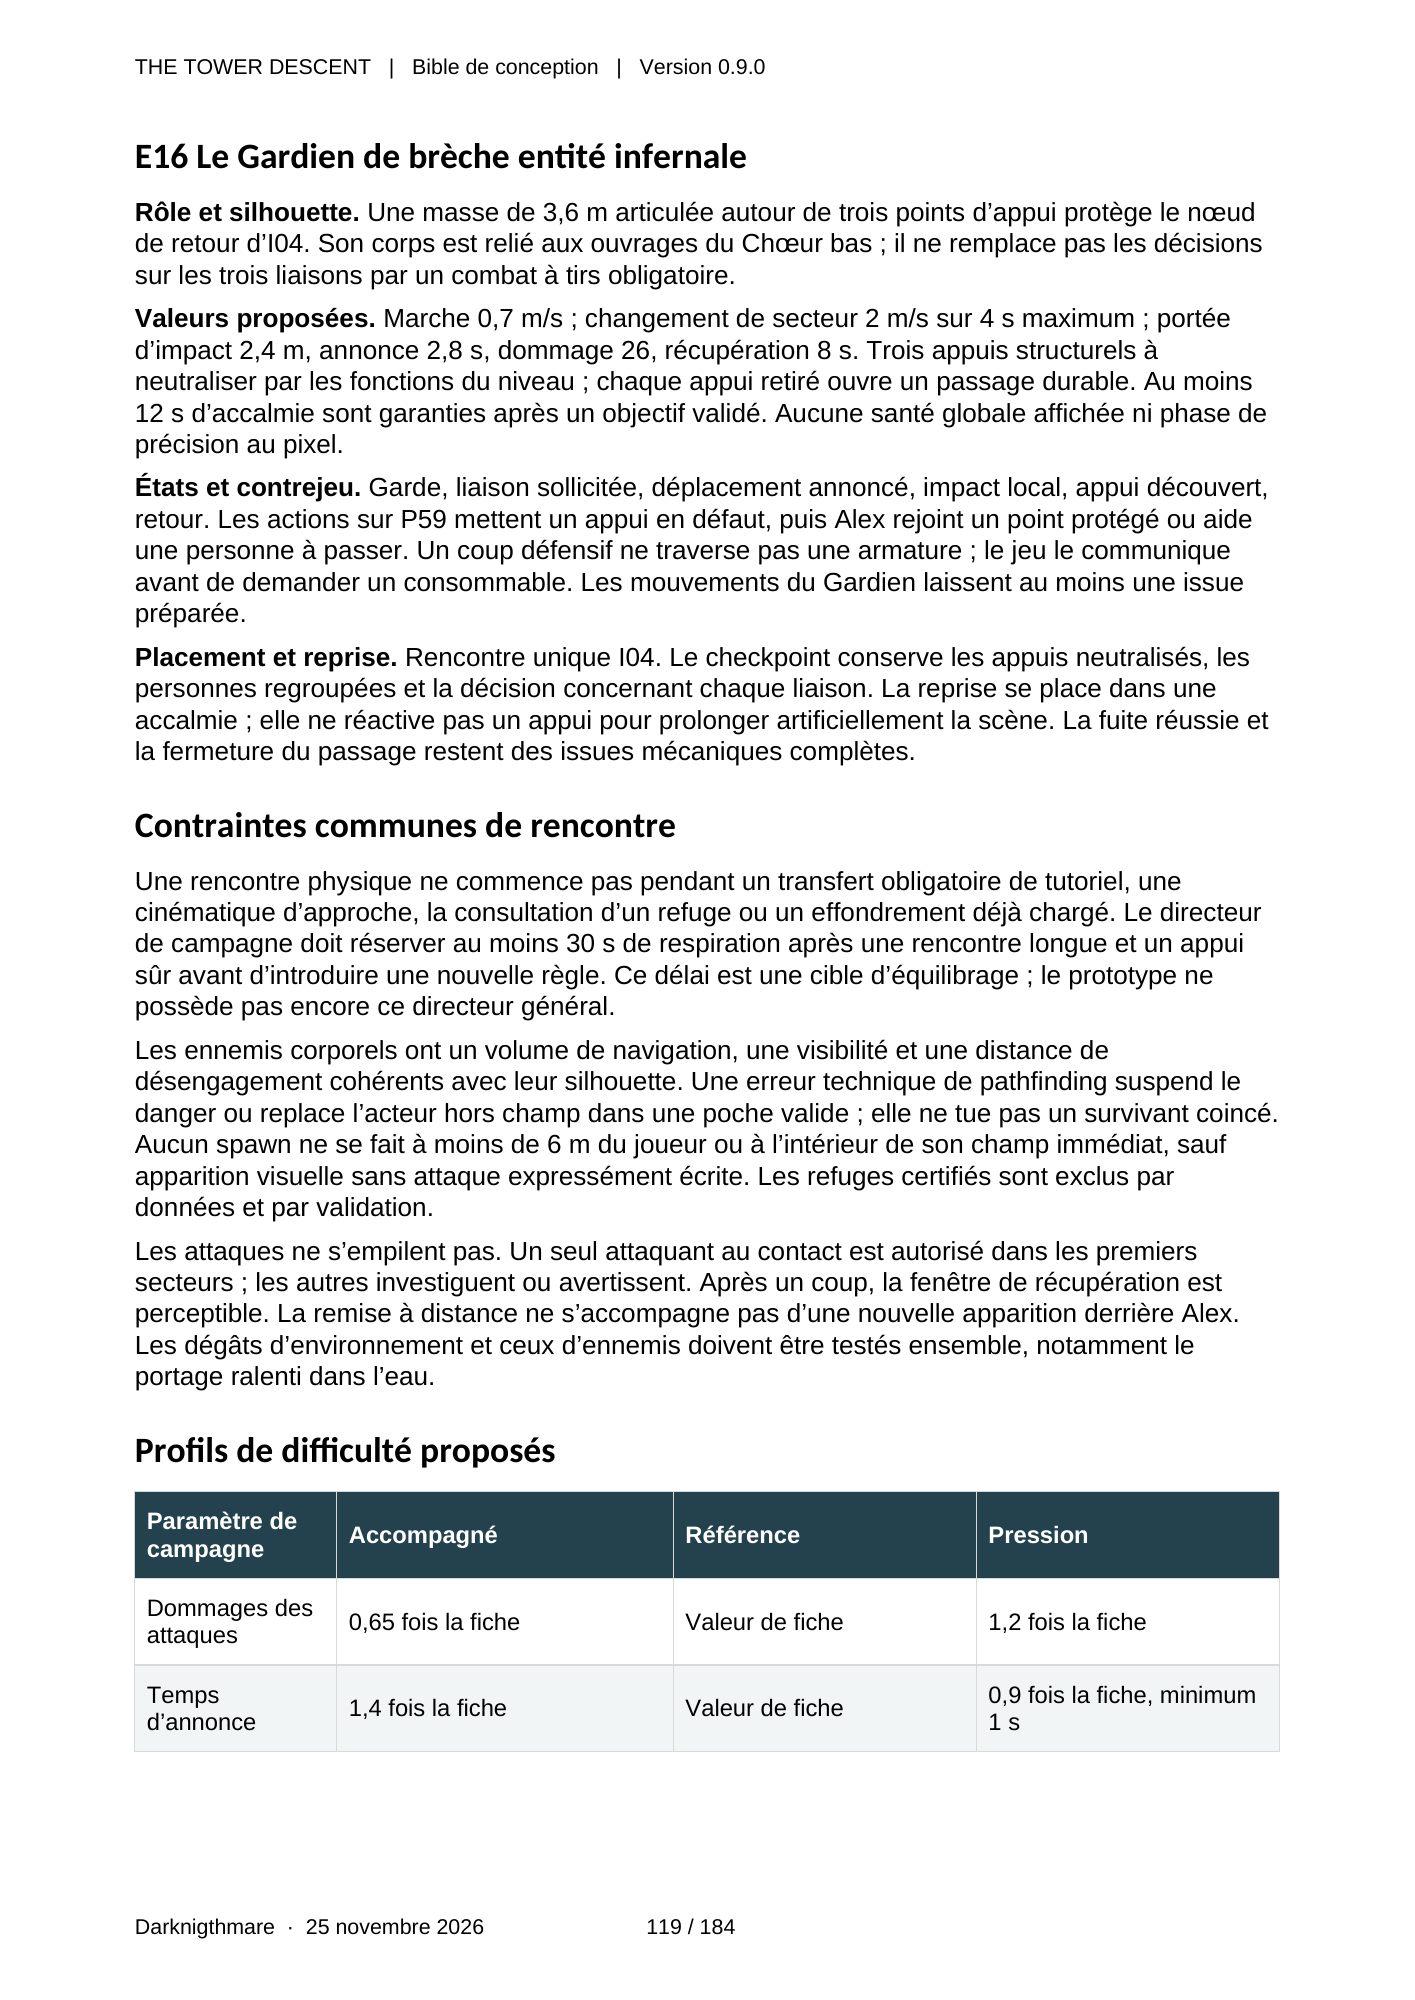 THE TOWER DESCENT | Bible de conception | Version 0.9.0
E16 Le Gardien de brèche entité infernale
Rôle et silhouette. Une masse de 3,6 m articulée autour de trois points d’appui protège le nœud
de retour d’I04. Son corps est relié aux ouvrages du Chœur bas ; il ne remplace pas les décisions
sur les trois liaisons par un combat à tirs obligatoire.
Valeurs proposées. Marche 0,7 m/s ; changement de secteur 2 m/s sur 4 s maximum ; portée
d’impact 2,4 m, annonce 2,8 s, dommage 26, récupération 8 s. Trois appuis structurels à
neutraliser par les fonctions du niveau ; chaque appui retiré ouvre un passage durable. Au moins
12 s d’accalmie sont garanties après un objectif validé. Aucune santé globale affichée ni phase de
précision au pixel.
États et contrejeu. Garde, liaison sollicitée, déplacement annoncé, impact local, appui découvert,
retour. Les actions sur P59 mettent un appui en défaut, puis Alex rejoint un point protégé ou aide
une personne à passer. Un coup défensif ne traverse pas une armature ; le jeu le communique
avant de demander un consommable. Les mouvements du Gardien laissent au moins une issue
préparée.
Placement et reprise. Rencontre unique I04. Le checkpoint conserve les appuis neutralisés, les
personnes regroupées et la décision concernant chaque liaison. La reprise se place dans une
accalmie ; elle ne réactive pas un appui pour prolonger artificiellement la scène. La fuite réussie et
la fermeture du passage restent des issues mécaniques complètes.
Contraintes communes de rencontre
Une rencontre physique ne commence pas pendant un transfert obligatoire de tutoriel, une
cinématique d’approche, la consultation d’un refuge ou un effondrement déjà chargé. Le directeur
de campagne doit réserver au moins 30 s de respiration après une rencontre longue et un appui
sûr avant d’introduire une nouvelle règle. Ce délai est une cible d’équilibrage ; le prototype ne
possède pas encore ce directeur général.
Les ennemis corporels ont un volume de navigation, une visibilité et une distance de
désengagement cohérents avec leur silhouette. Une erreur technique de pathfinding suspend le
danger ou replace l’acteur hors champ dans une poche valide ; elle ne tue pas un survivant coincé.
Aucun spawn ne se fait à moins de 6 m du joueur ou à l’intérieur de son champ immédiat, sauf
apparition visuelle sans attaque expressément écrite. Les refuges certifiés sont exclus par
données et par validation.
Les attaques ne s’empilent pas. Un seul attaquant au contact est autorisé dans les premiers
secteurs ; les autres investiguent ou avertissent. Après un coup, la fenêtre de récupération est
perceptible. La remise à distance ne s’accompagne pas d’une nouvelle apparition derrière Alex.
Les dégâts d’environnement et ceux d’ennemis doivent être testés ensemble, notamment le
portage ralenti dans l’eau.
Profils de difficulté proposés
Paramètre de
campagne
Accompagné
Référence
Pression
Dommages des
attaques
0,65 fois la fiche
Valeur de fiche
1,2 fois la fiche
Temps
d’annonce
1,4 fois la fiche
Valeur de fiche
0,9 fois la fiche, minimum
1 s
Darknigthmare · 25 novembre 2026
119 / 184